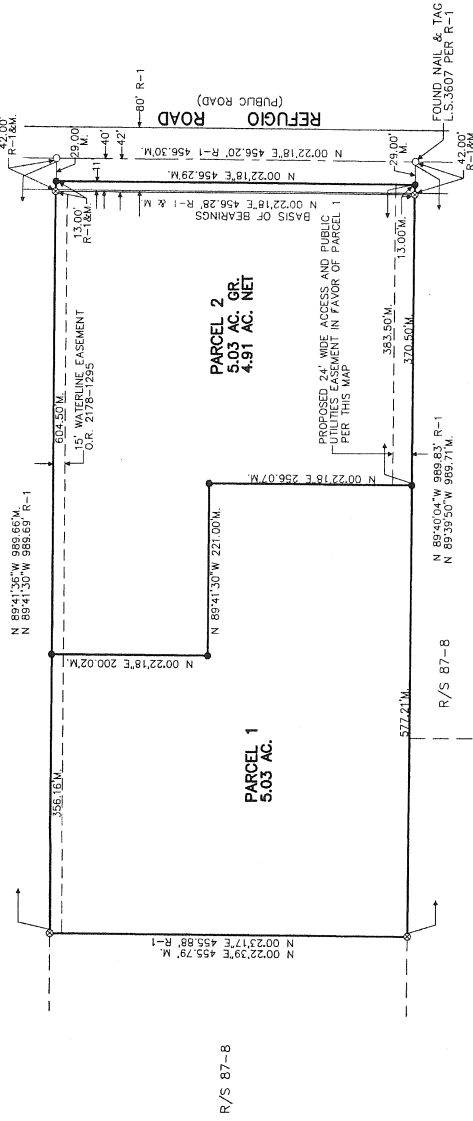 42.00'
R-1&M.
29.00'
M.
40'
42'
41
13.00'
R-1&M.
80' R-1
REFUGIO ROAD
(PUBLIC ROAD)
N 00°22'18"E 456.20' R-1 456.30'M.
N 00°22'18"E 456.29'M.
N 00°22'18"E 456.28' R-1 & M.
BASIS OF BEARINGS
FOUND NAIL & TAG
L.S.3607 PER R-1
29.00'
M.
42.00'
R-1&M.
13.00'M.
604.50'M.
15' WATERLINE EASEMENT
O.R. 2178-1295
PARCEL 2
5.03 AC. GR.
4.91 AC. NET
PROPOSED 24' WIDE ACCESS AND PUBLIC
UTILITIES EASEMENT IN FAVOR OF PARCEL 1
PER THIS MAP
383.50'M.
370.50'M.
N 89°41'36"W 989.66'M.
N 89°41'30"W 989.69' R-1
N 00°22'18"E 256.07'M.
N 89°41'30"W 221.00'M.
N 00°22'18"E 200.02'M.
N 89°40'04"W 989.83' R-1
N 89°39'50"W 989.71'M.
R/S 87-8
577.21'M.
PARCEL 1
5.03 AC.
356.16'M.
N 00°23'17"E 455.88' R-1
N 00°22'39"E 455.79' M.
R/S 87-8